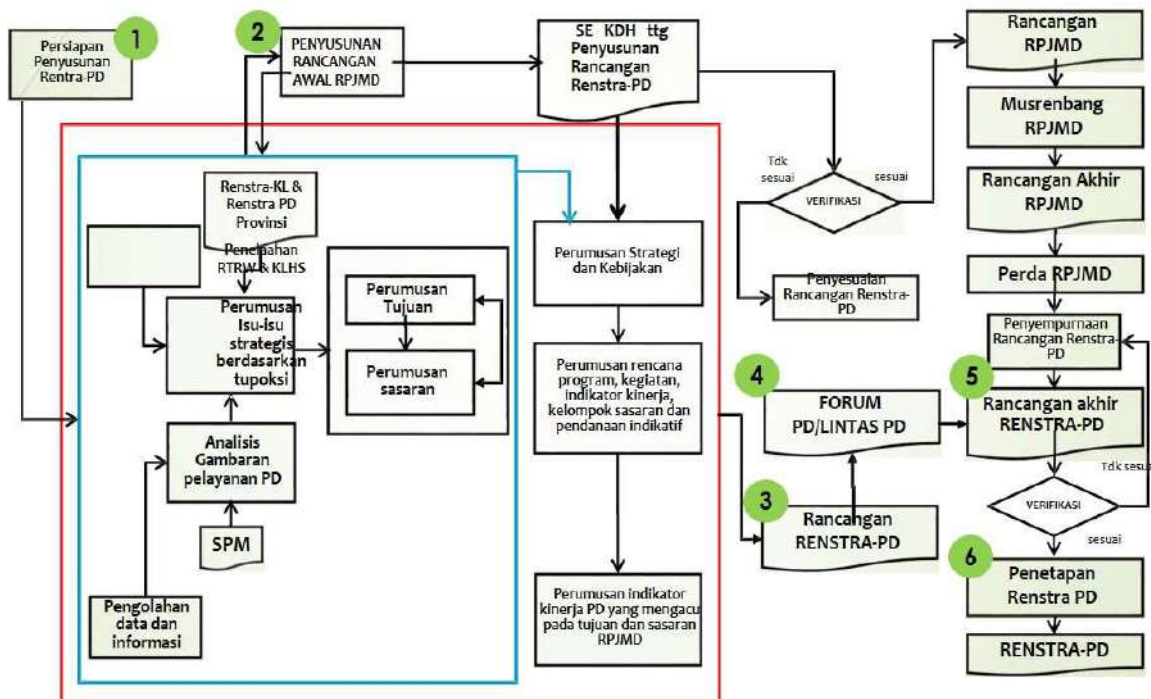 1
Persiapan
Penyusunan
Rentra-PD
2
PENYUSUNAN
RANCANGAN
AWAL RPJMD
SE KDH ttg
Penyusunan
Rancangan
Renstra-PD
Rancangan
RPJMD
Musrenbang
RPJMD
Rancangan Akhir
RPJMD
Perda RPJMD
Penyempurnaan
Rancangan Renstra-
PD
Tdk
sesuai
sesuai
VERIFIKASI
Penyesuaian
Rancangan Renstra-
PD
Renstra-KL &
Renstra PD
Provinsi
Penelaahan
RTRW & KLHS
Perumusan
Isu-isu
strategis
berdasarkan
tupoksi
Perumusan
Tujuan
Perumusan
sasaran
Analisis
Gambaran
pelayanan PD
SPM
Pengolahan
data dan
informasi
Perumusan Strategi
dan Kebijakan
Perumusan rencana
program, kegiatan,
indikator kinerja,
kelompok sasaran dan
pendanaan indikatif
Perumusan indikator
kinerja PD yang mengacu
pada tujuan dan sasaran
RPJMD
3
Rancangan
RENSTRA-PD
4
FORUM
PD/LINTAS PD
5
Rancangan akhir
RENSTRA-PD
Tdk sesuai
VERIFIKASI
sesuai
6
Penetapan
Renstra PD
RENSTRA-PD